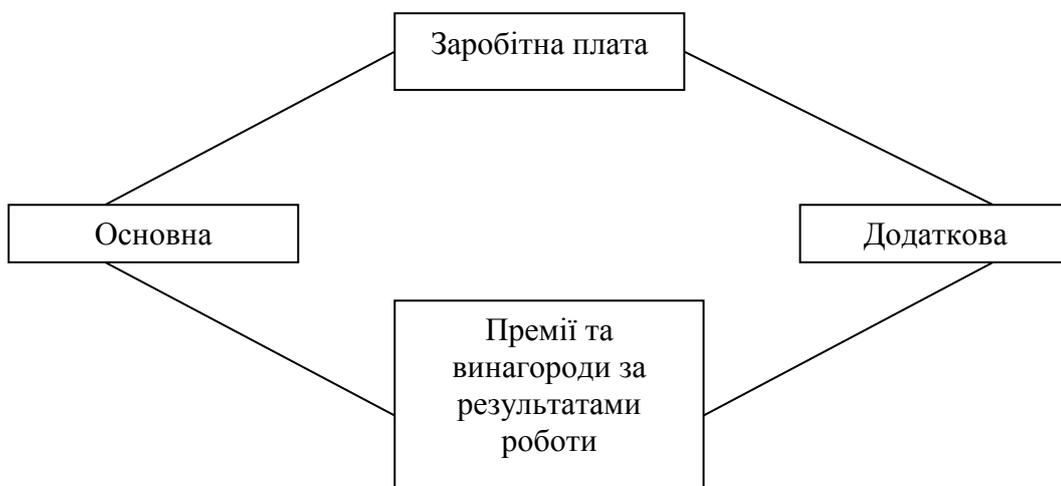 Заробітна плата
Основна
Додаткова
Премії та
винагороди за
результатами
роботи